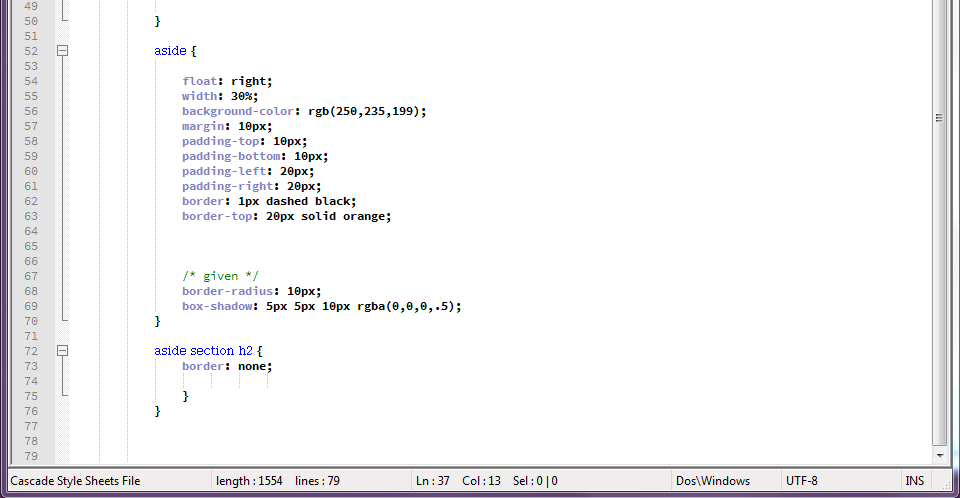 49
50 }
51
52 aside {
53
54 float: right;
55 width: 30%;
56 background-color: rgb(250,235,199);
57 margin: 10px;
58 padding-top: 10px;
59 padding-bottom: 10px;
60 padding-left: 20px;
61 padding-right: 20px;
62 border: 1px dashed black;
63 border-top: 20px solid orange;
64
65
66
67 /* given */
68 border-radius: 10px;
69 box-shadow: 5px 5px 10px rgba(0,0,0,.5);
70 }
71
72 aside section h2 {
73 border: none;
74
75 }
76 }
77
78
79
Cascade Style Sheets File length : 1554 lines : 79 Ln : 37 Col : 13 Sel : 0 | 0 Dos\Windows UTF-8 INS